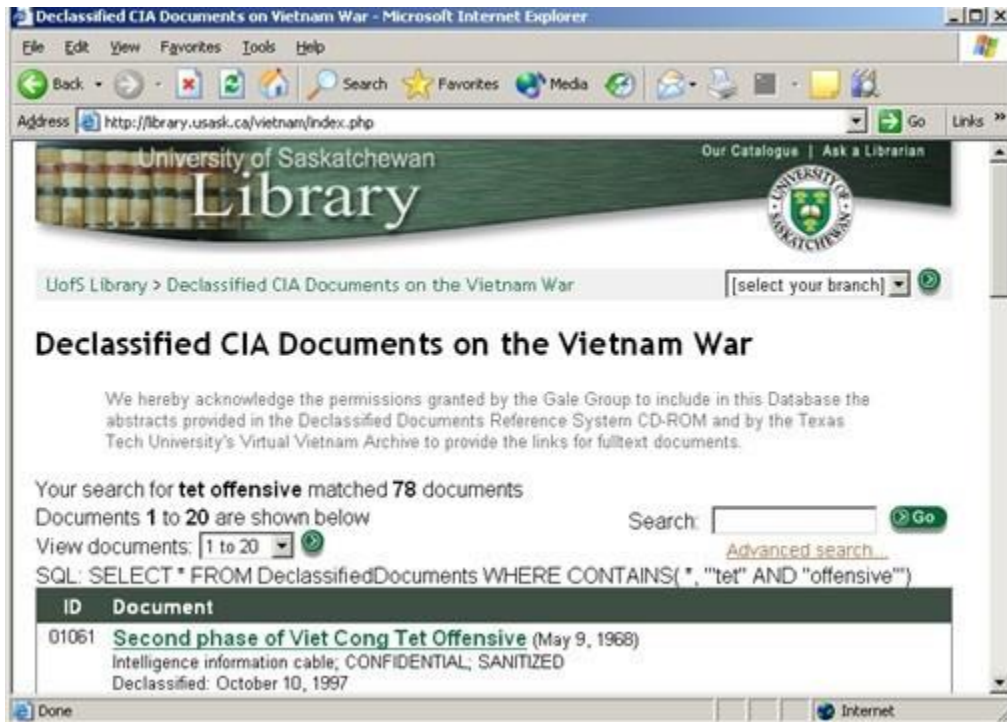 Declassified CIA Documents on Vietnam War - Microsoft Internet Explorer
File Edit View Favorites Tools Help
Back Search Favorites Media
Address http://library.usask.ca/vietnam/index.php Go Links »
University of Saskatchewan
Library
Our Catalogue | Ask a Librarian
UNIVERSITY OF SASKATCHEWAN
UofS Library > Declassified CIA Documents on the Vietnam War [select your branch]
Declassified CIA Documents on the Vietnam War
We hereby acknowledge the permissions granted by the Gale Group to include in this Database the
abstracts provided in the Declassified Documents Reference System CD-ROM and by the Texas
Tech University's Virtual Vietnam Archive to provide the links for fulltext documents.
Your search for tet offensive matched 78 documents
Documents 1 to 20 are shown below
Search: Go
View documents: 1 to 20
Advanced search...
SQL: SELECT * FROM DeclassifiedDocuments WHERE CONTAINS( *, '"tet" AND "offensive"')
ID Document
01061 Second phase of Viet Cong Tet Offensive (May 9, 1968)
Intelligence information cable; CONFIDENTIAL; SANITIZED
Declassified: October 10, 1997
Done Internet